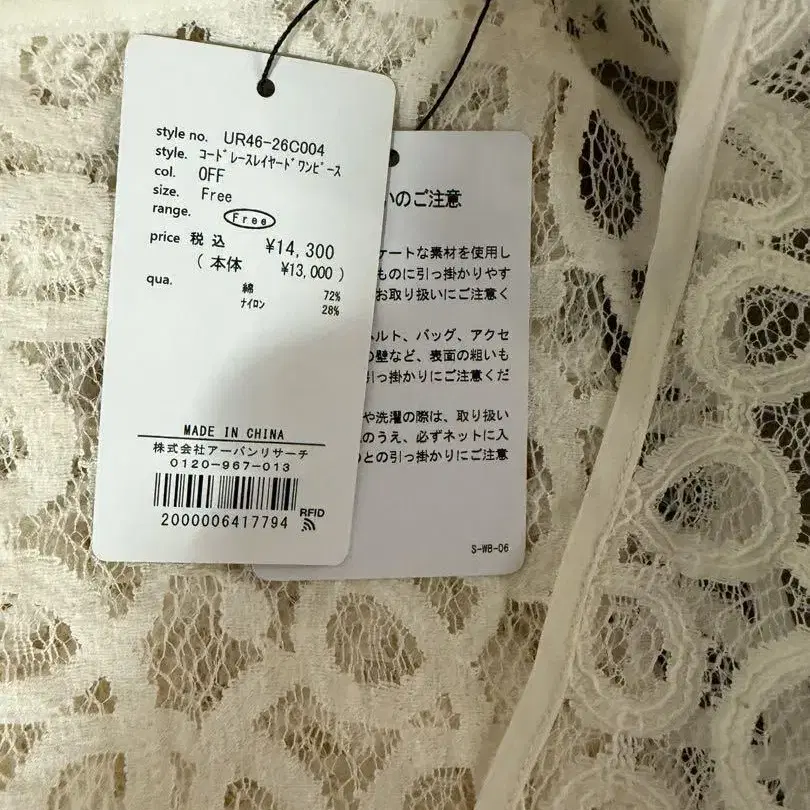 style no. UR46-26C004
style. ｺｰﾄﾞﾚｰｽﾚｲﾔｰﾄﾞﾜﾝﾋﾟｰｽ
col. OFF
size. Free
range. Free
price 税込 ¥14,300
( 本体 ¥13,000 )
qua. 綿 72%
ﾅｲﾛﾝ 28%
MADE IN CHINA
株式会社アーバンリサーチ
0120-967-013
2000006417794
RFID
いのご注意
ケートな素材を使用し
ものに引っ掛かりやす
お取り扱いにご注意く
ベルト、バッグ、アクセ
の壁など、表面の粗いも
引っ掛かりにご注意くだ
や洗濯の際は、取り扱い
のうえ、必ずネットに入
のとの引っ掛かりにご注意
S-WB-06